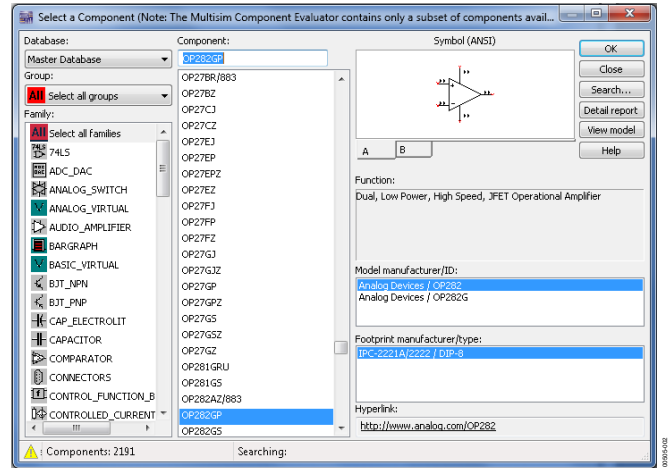 Select a Component (Note: The Multisim Component Evaluator contains only a subset of components avail...
Database:
Master Database
Group:
All Select all groups
Family:
All Select all families
74LS 74LS
ADC_DAC
ANALOG_SWITCH
ANALOG_VIRTUAL
AUDIO_AMPLIFIER
BARGRAPH
BASIC_VIRTUAL
BJT_NPN
BJT_PNP
CAP_ELECTROLIT
CAPACITOR
COMPARATOR
CONNECTORS
CONTROL_FUNCTION_B
CONTROLLED_CURRENT
Component:
OP282GP
OP27BR/883
OP27BZ
OP27CJ
OP27CZ
OP27EJ
OP27EP
OP27EPZ
OP27EZ
OP27FJ
OP27FP
OP27FZ
OP27GJ
OP27GJZ
OP27GP
OP27GPZ
OP27GS
OP27GSZ
OP27GZ
OP281GRU
OP281GS
OP282AZ/883
OP282GP
OP282GS
Symbol (ANSI)
A
B
Function:
Dual, Low Power, High Speed, JFET Operational Amplifier
Model manufacturer/ID:
Analog Devices / OP282
Analog Devices / OP282G
Footprint manufacturer/type:
IPC-2221A/2222 / DIP-8
Hyperlink:
http://www.analog.com/OP282
OK
Close
Search...
Detail report
View model
Help
Components: 2191
Searching: